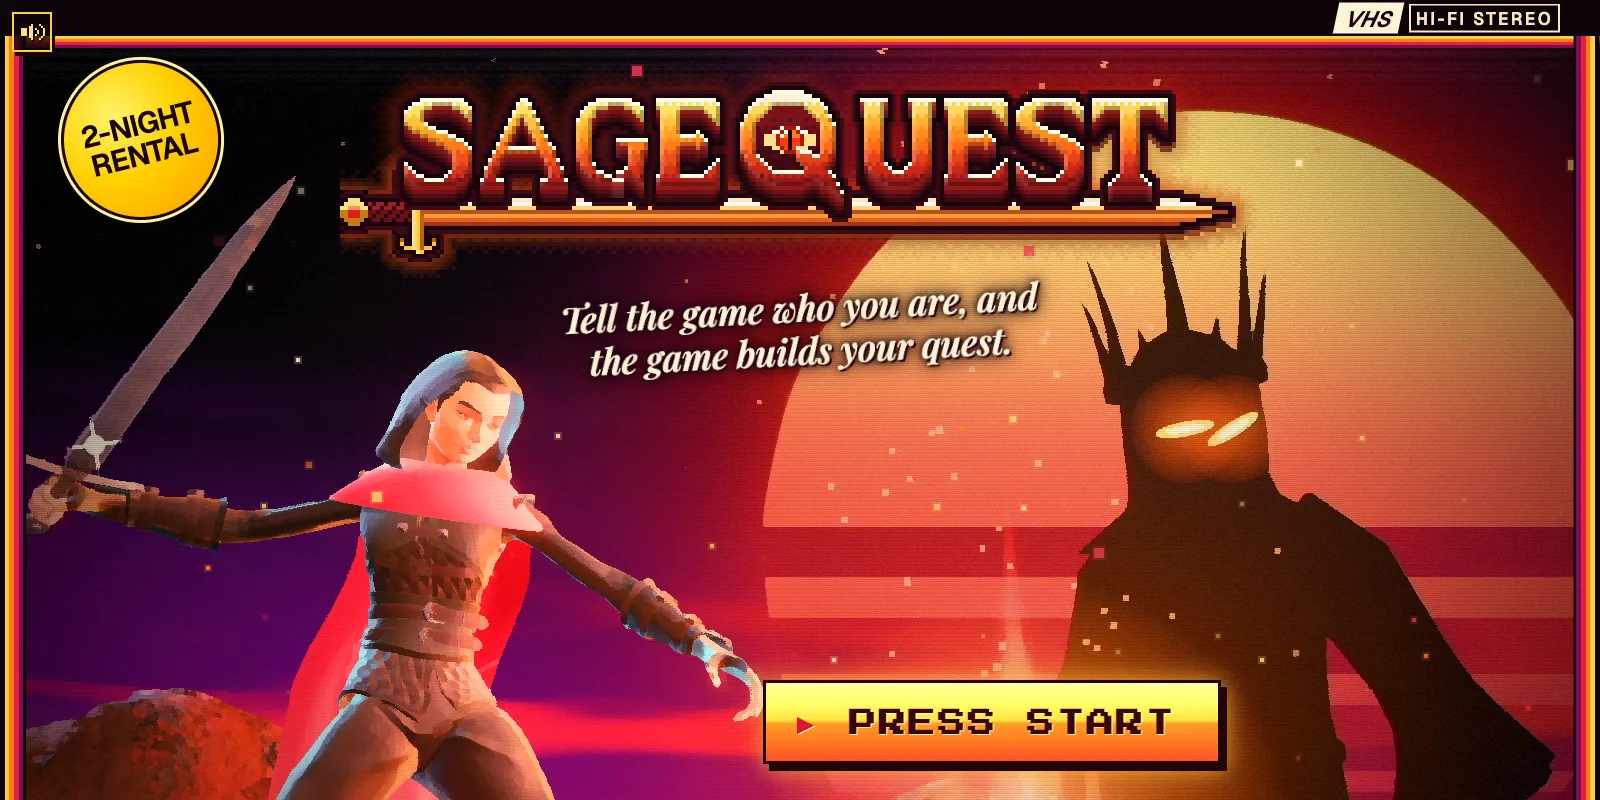 VHS HI-FI STEREO
2-NIGHT
RENTAL
SAGEQUEST
Tell the game who you are, and
the game builds your quest.
PRESS START